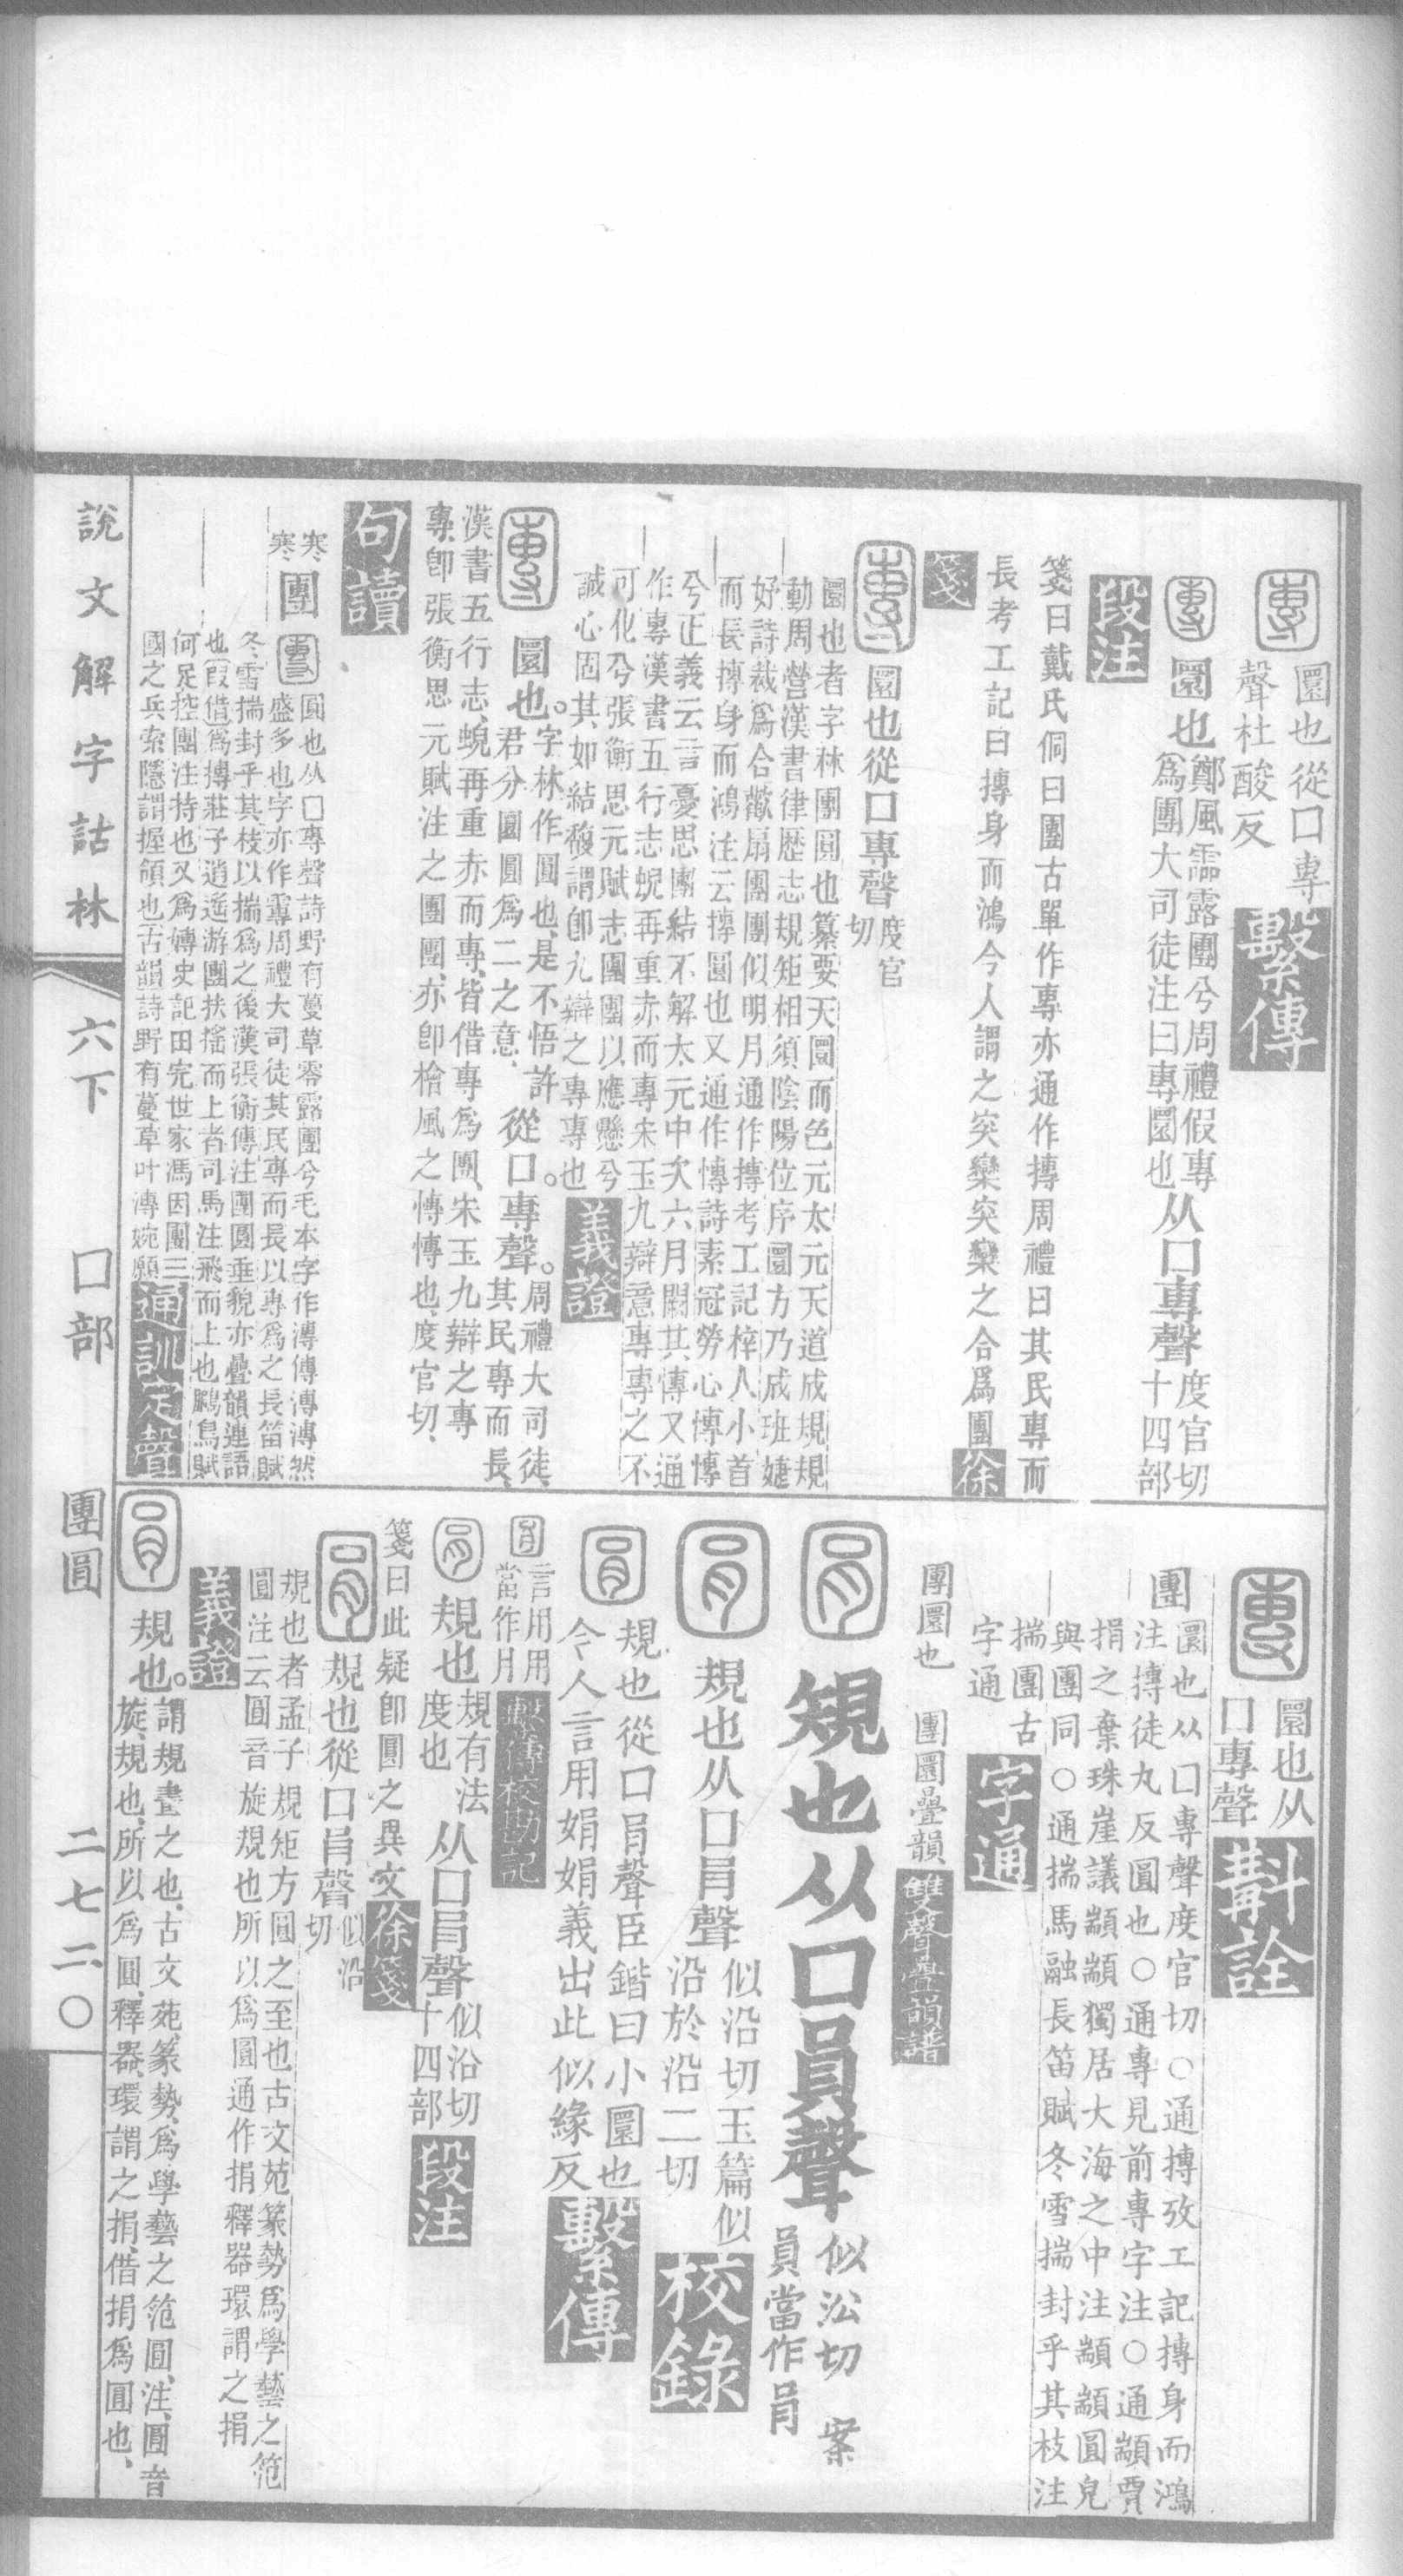 圜也從囗專
聲杜酸反
繫傳
圜也
鄭風零露團兮周禮假專
爲團大司徒注曰專圜也
从囗專聲
度官切
十四部
段注
箋曰戴氏侗曰團古單作專亦通作摶周禮曰其民專而
長考工記曰摶身而鴻今人謂之突欒突欒之合爲團
徐箋
圜也從囗專聲
度官
切
圜也者字林團圓也纂要天圜而色元太元天道成規規
動周營漢書律歴志規矩相須陰陽位序圜方乃成班婕
妤詩裁爲合歡扇團團似明月通作摶考工記梓人小首
而長摶身而鴻注云摶圜也又通作慱詩素冠勞心慱慱
兮正義云言憂思團結不解太元中次六月闕其慱又通
作專漢書五行志蜺再重赤而專宋玉九辯意專專之不
可化兮張衡思元賦志團團以應懸兮
誠心固其如結馥謂卽九辯之專專也
義證
圜也。
字林作圓也、是不悟許
君分圜圓爲二之意、
從囗專聲。
周禮大司徒、
其民專而長、
漢書五行志、蜺再重赤而專、皆借專爲團、宋玉九辯之專
專、卽張衡思元賦注之團團、亦卽檜風之慱慱也、度官切、
句讀
寒
寒
團
圓也从囗專聲詩野有蔓草零露團兮毛本字作漙傳漙漙然
盛多也字亦作䨴周禮大司徒其民專而長以專爲之長笛賦
冬雪揣封乎其枝以揣爲之後漢張衡傳注團圓垂貌亦疊韻連語
也假借爲摶莊子逍遙游團扶搖而上者司馬注飛而上也鵩鳥賦
何足控團注持也又爲嫥史記田完世家馮因團三
國之兵索隱謂握領也古韻詩野有蔓草叶漙婉願
通訓定聲
圜也从
囗專聲
斠詮
團
圜也从囗專聲度官切○通摶攷工記摶身而鴻
注摶徒丸反圓也○通專見前專字注○通顓賈
捐之棄珠崖議顓顓獨居大海之中注顓顓圓皃
與團同○通揣馬融長笛賦冬雪揣封乎其枝注
揣團古
字通
字通
團圜也　團圜疊韻
雙聲疊韻譜
規也从囗員聲
似沿切　案
員當作肙
規也从囗肙聲
似沿切玉篇似
沿於沿二切
校錄
規也從囗肙聲臣鍇曰小圜也
今人言用娟娟義出此似緣反
繫傳
言用用
當作月
繫傳校勘記
規也
規有法
度也
从囗肙聲
似沿切
十四部
段注
箋曰此疑卽圓之異文
徐箋
規也從囗肙聲
似沿
切
規也者孟子規矩方圓之至也古文苑篆勢爲學藝之笵
圓注云圓音旋規也所以爲圓通作捐釋器環謂之捐
義證
規也。
謂規畫之也、古文苑、篆勢、爲學藝之笵圓、注、圓音
旋、規也、所以爲圓、釋器、環謂之捐、借捐爲圓也、
說文解字詁林
六下
囗部
團圓
二七二〇